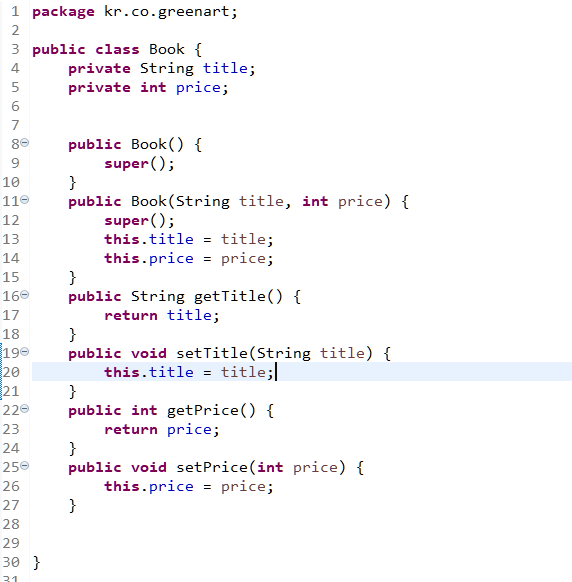 1 package kr.co.greenart;
2
3 public class Book {
4     private String title;
5     private int price;
6
7
8     public Book() {
9         super();
10     }
11     public Book(String title, int price) {
12         super();
13         this.title = title;
14         this.price = price;
15     }
16     public String getTitle() {
17         return title;
18     }
19     public void setTitle(String title) {
20         this.title = title;
21     }
22     public int getPrice() {
23         return price;
24     }
25     public void setPrice(int price) {
26         this.price = price;
27     }
28
29
30 }
31